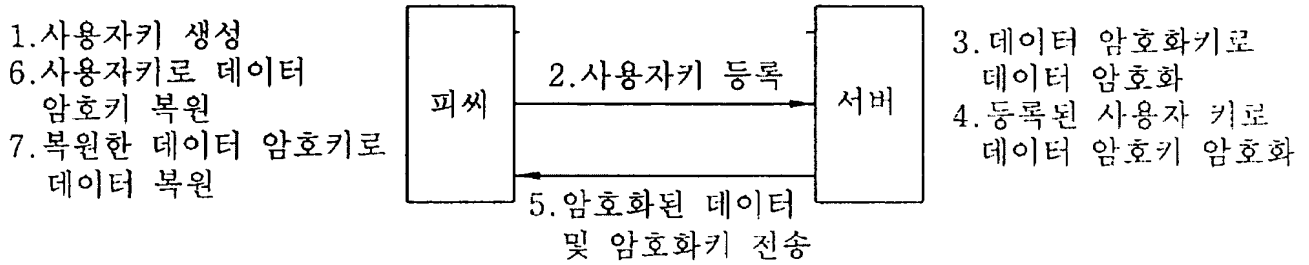 1.사용자키 생성
6.사용자키로 데이터
암호키 복원
7.복원한 데이터 암호키로
데이터 복원
피씨
2.사용자키 등록
5.암호화된 데이터
및 암호화키 전송
서버
3.데이터 암호화키로
데이터 암호화
4.등록된 사용자 키로
데이터 암호키 암호화